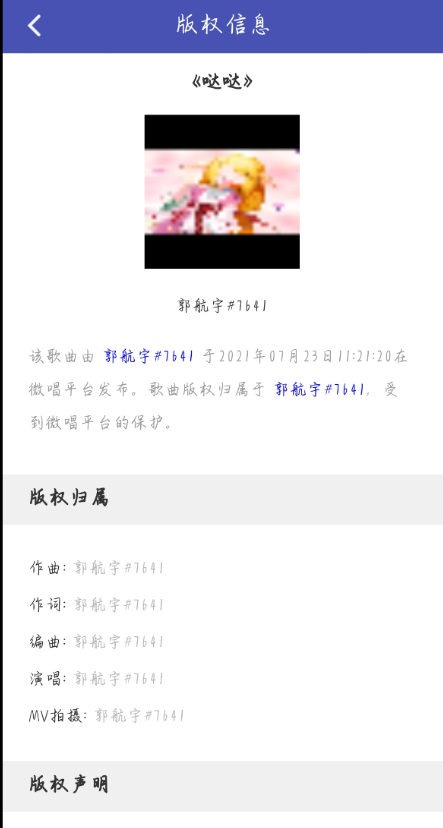 版权信息
《哒哒》
郭航宇#7641
该歌曲由 郭航宇#7641 于2021年07月23日11:21:20在
微唱平台发布。歌曲版权归属于 郭航宇#7641, 受
到微唱平台的保护。
版权归属
作曲: 郭航宇#7641
作词: 郭航宇#7641
编曲: 郭航宇#7641
演唱: 郭航宇#7641
MV拍摄: 郭航宇#7641
版权声明